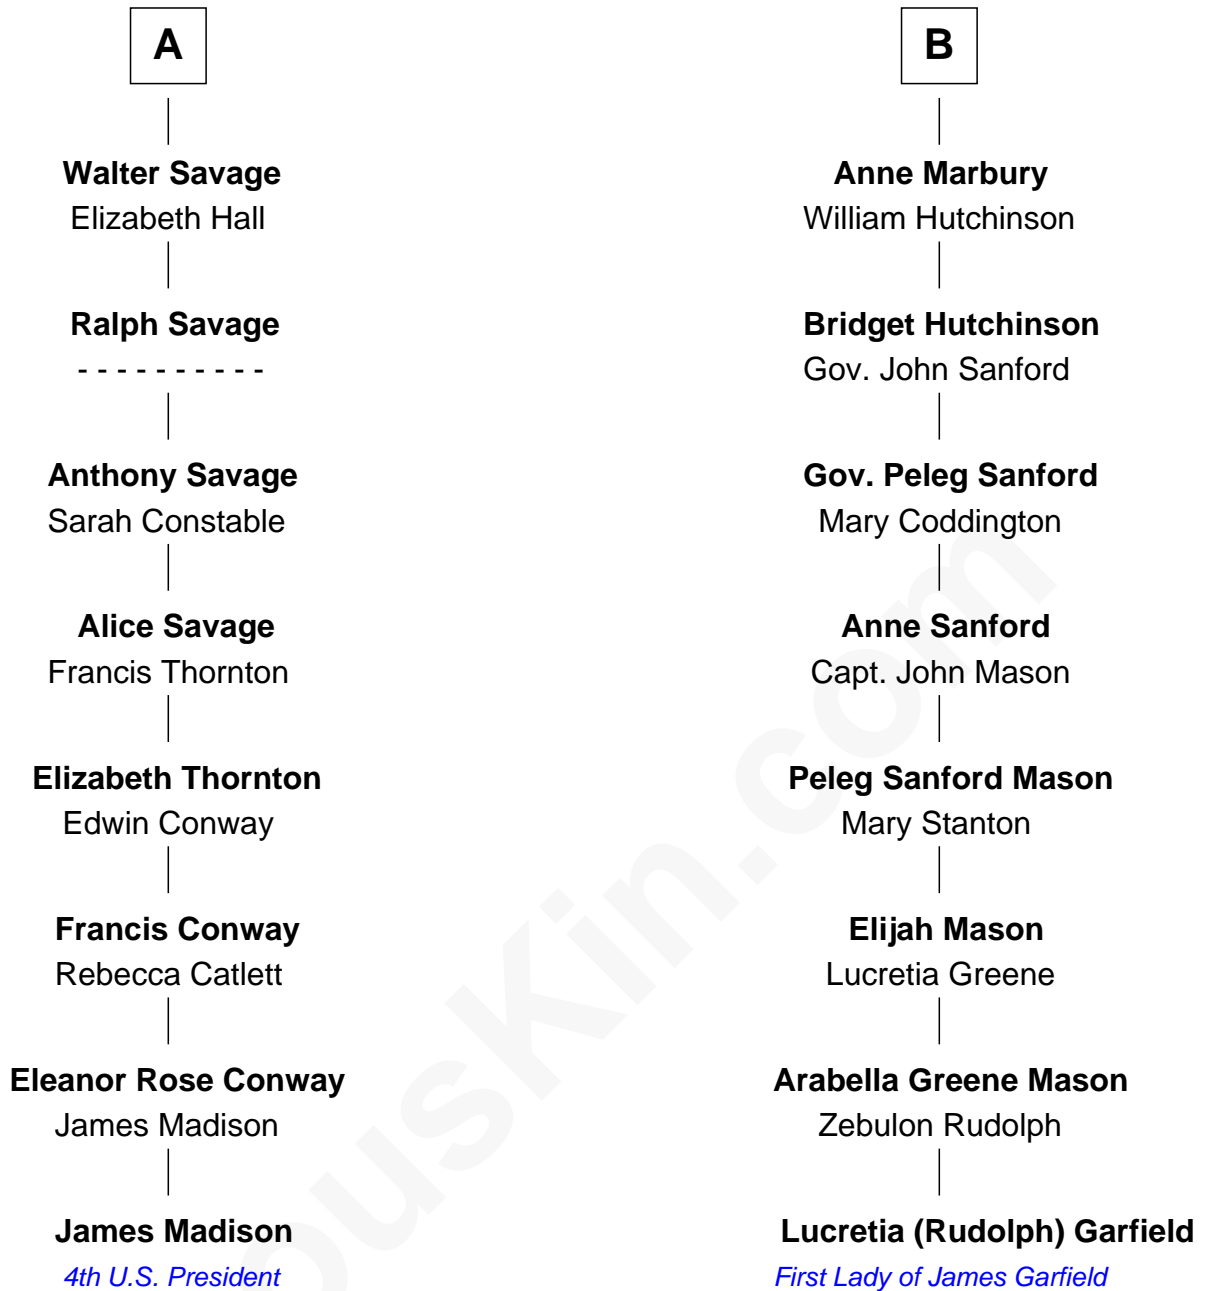 A
Walter Savage
Elizabeth Hall
Ralph Savage
- - - - - - - - - -
Anthony Savage
Sarah Constable
Alice Savage
Francis Thornton
Elizabeth Thornton
Edwin Conway
Francis Conway
Rebecca Catlett
Eleanor Rose Conway
James Madison
James Madison
4th U.S. President
B
Anne Marbury
William Hutchinson
Bridget Hutchinson
Gov. John Sanford
Gov. Peleg Sanford
Mary Coddington
Anne Sanford
Capt. John Mason
Peleg Sanford Mason
Mary Stanton
Elijah Mason
Lucretia Greene
Arabella Greene Mason
Zebulon Rudolph
Lucretia (Rudolph) Garfield
First Lady of James Garfield
ousKin.com